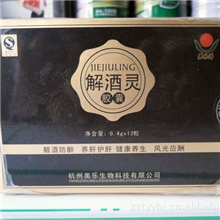 解酒灵
JIEJIULING
胶囊
净含量：0.4g×12粒
解酒防醉 养肝护肝 健康养生 风光应酬
杭州美乐生物科技有限公司